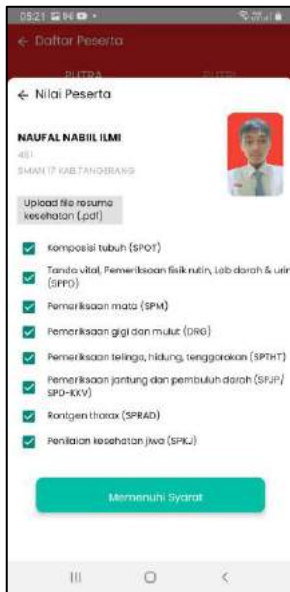 05:21
← Daftar Peserta
PUTRA PUTRI
← Nilai Peserta
NAUFAL NABIIL ILMI
SMAN 17 KAB.TANGERANG
Upload file resume
kesehatan (.pdf)
Komposisi tubuh (SPOT)
Tanda vital, Pemeriksaan fisik rutin, Lab darah & urin
(SPPD)
Pemeriksaan mata (SPM)
Pemeriksaan gigi dan mulut (DRG)
Pemeriksaan telinga, hidung, tenggorokan (SPTHT)
Pemeriksaan jantung dan pembuluh darah (SPJP/
SPD-KKV)
Rontgen thorax (SPRAD)
Penilaian kesehatan jiwa (SPKJ)
Memenuhi Syarat